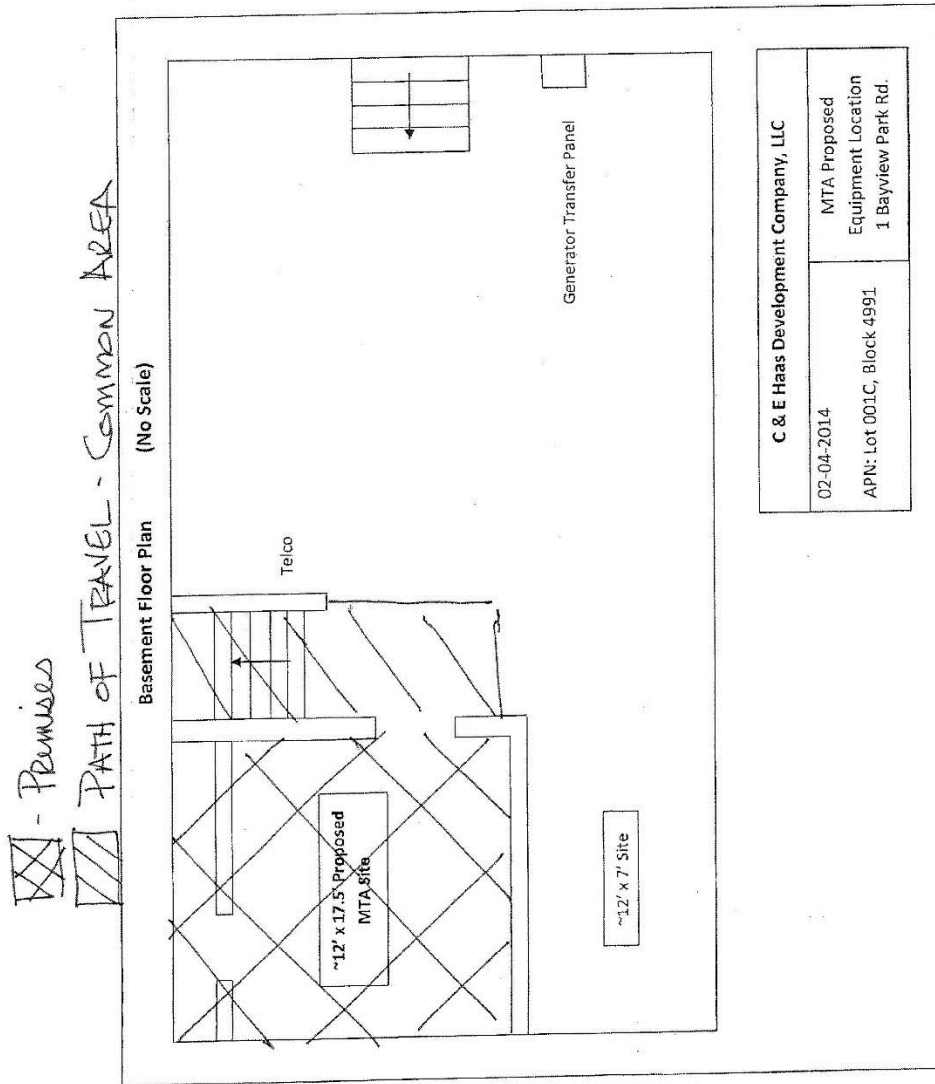 - Premises
PATH OF TRAVEL - COMMON AREA
Basement Floor Plan (No Scale)
Telco
~12' x 17.5' Proposed
MTA Site
~12' x 7' Site
Generator Transfer Panel
C & E Haas Development Company, LLC
02-04-2014
APN: Lot 001C, Block 4991
MTA Proposed
Equipment Location
1 Bayview Park Rd.